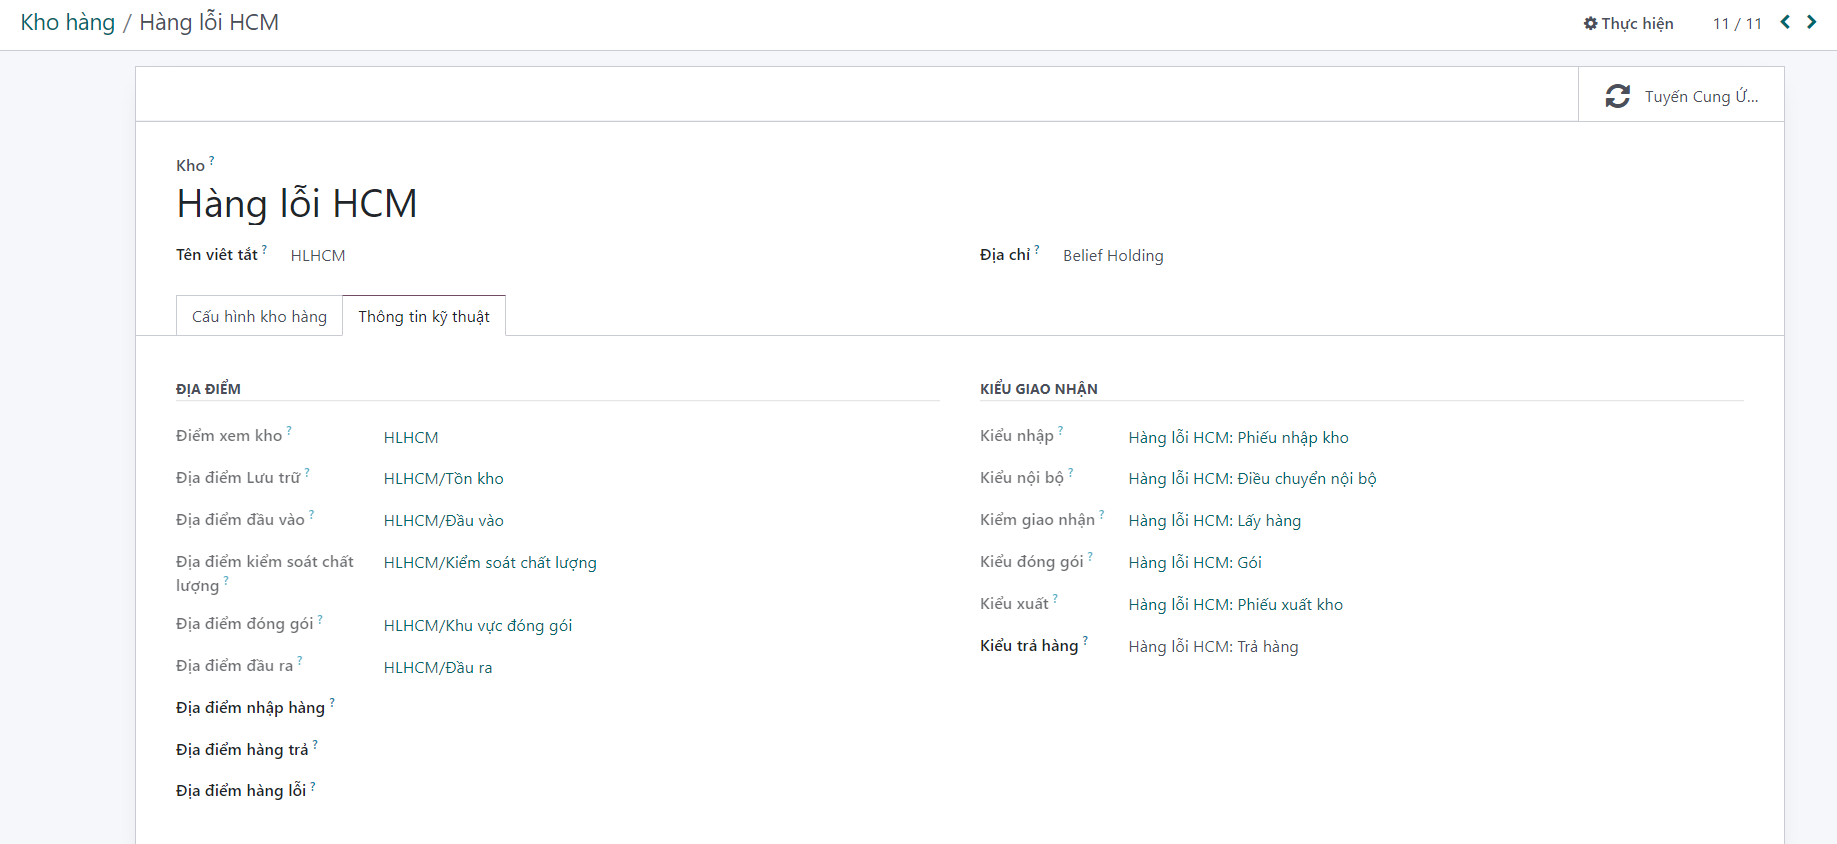 Kho hàng / Hàng lỗi HCM
Thực hiện
11 / 11
Tuyến Cung Ứ...
Kho ?
Hàng lỗi HCM
Tên viêt tắt ? HLHCM
Địa chỉ ? Belief Holding
Cấu hình kho hàng
Thông tin kỹ thuật
ĐỊA ĐIỂM
Điểm xem kho ? HLHCM
Địa điểm Lưu trữ ? HLHCM/Tồn kho
Địa điểm đầu vào ? HLHCM/Đầu vào
Địa điểm kiểm soát chất HLHCM/Kiểm soát chất lượng
lượng ?
Địa điểm đóng gói ? HLHCM/Khu vực đóng gói
Địa điểm đầu ra ? HLHCM/Đầu ra
Địa điểm nhập hàng ?
Địa điểm hàng trả ?
Địa điểm hàng lỗi ?
KIỂU GIAO NHẬN
Kiểu nhập ? Hàng lỗi HCM: Phiếu nhập kho
Kiểu nội bộ ? Hàng lỗi HCM: Điều chuyển nội bộ
Kiểm giao nhận ? Hàng lỗi HCM: Lấy hàng
Kiểu đóng gói ? Hàng lỗi HCM: Gói
Kiểu xuất ? Hàng lỗi HCM: Phiếu xuất kho
Kiểu trả hàng ? Hàng lỗi HCM: Trả hàng